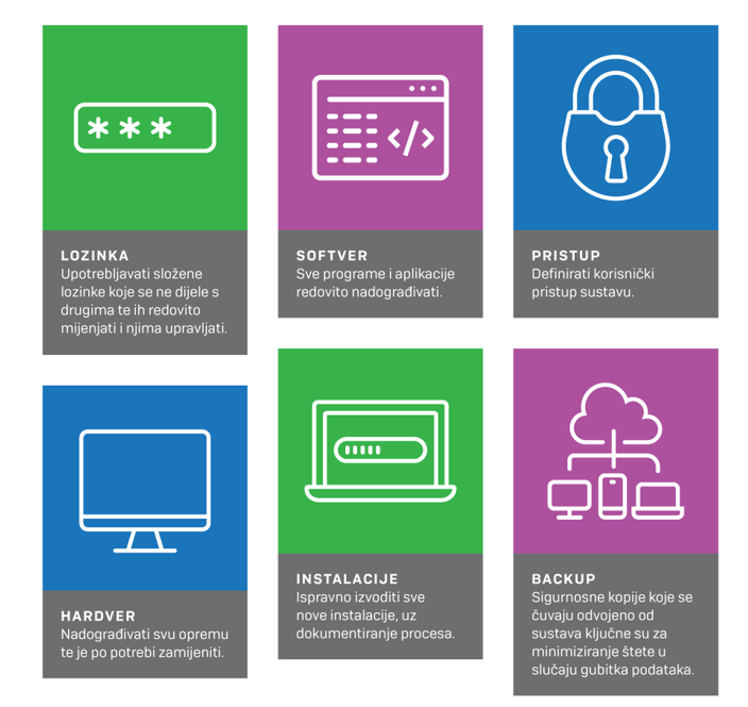 ***
LOZINKA
Upotrebljavati složene
lozinke koje se ne dijele s
drugima te ih redovito
mijenjati i njima upravljati.
</>
SOFTVER
Sve programe i aplikacije
redovito nadograđivati.
PRISTUP
Definirati korisnički
pristup sustavu.
HARDVER
Nadograđivati svu opremu
te je po potrebi zamijeniti.
INSTALACIJE
Ispravno izvoditi sve
nove instalacije, uz
dokumentiranje procesa.
BACKUP
Sigurnosne kopije koje se
čuvaju odvojeno od
sustava ključne su za
minimiziranje štete u
slučaju gubitka podataka.